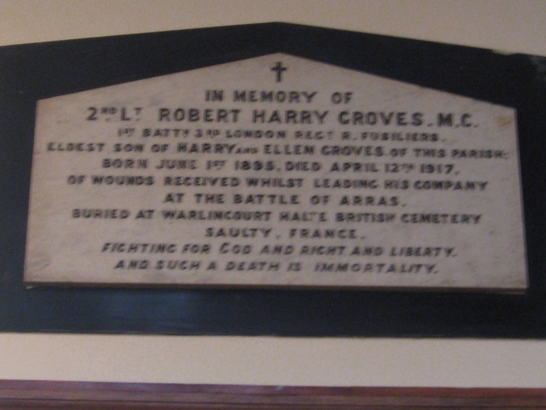 IN MEMORY OF
2ND LT ROBERT HARRY GROVES. M.C.
1ST BATTN 3RD LONDON REGT R. FUSILIERS.
ELDEST SON OF HARRY AND ELLEN GROVES. OF THIS PARISH:
BORN JUNE 1ST 1895. DIED APRIL 12TH 1917,
OF WOUNDS RECEIVED WHILST LEADING HIS COMPANY
AT THE BATTLE OF ARRAS.
BURIED AT WARLINCOURT HALTE BRITISH CEMETERY
SAULTY, FRANCE.
FIGHTING FOR GOD AND RIGHT AND LIBERTY.
AND SUCH A DEATH IS IMMORTALITY.